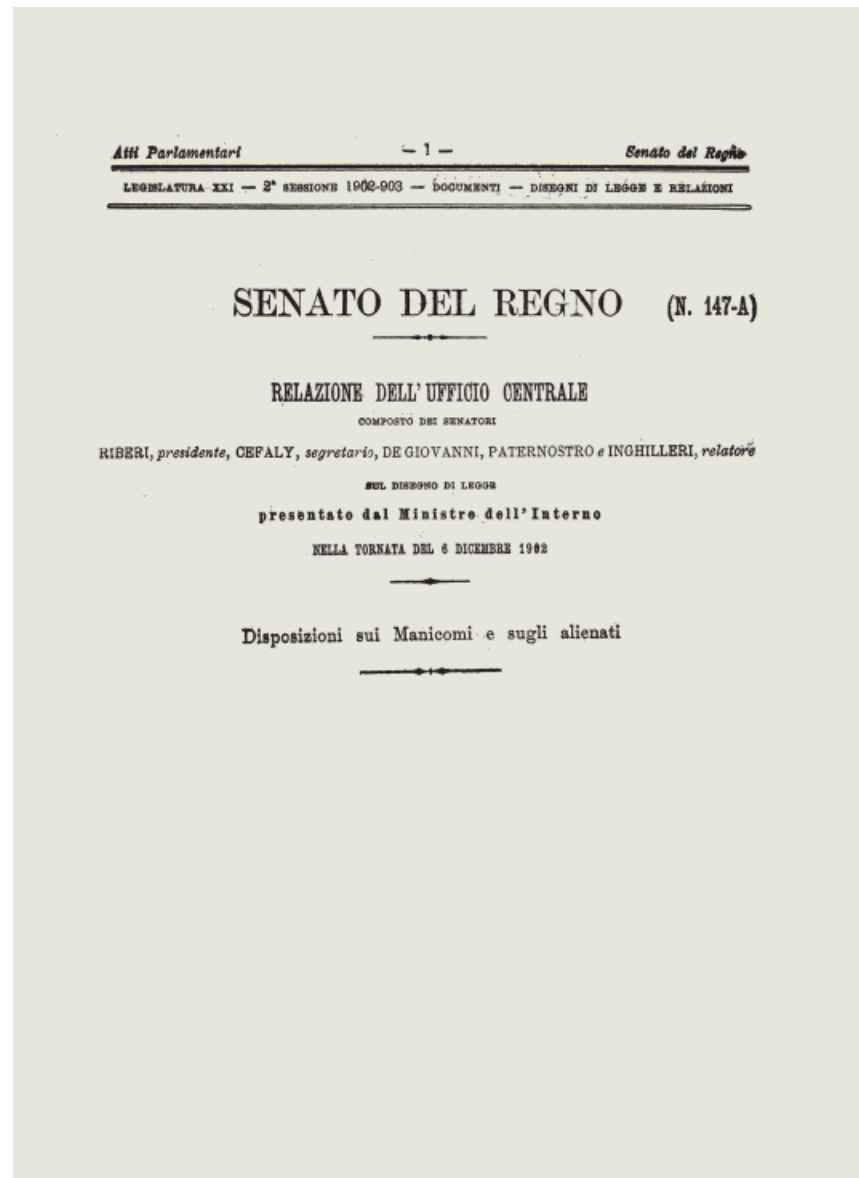 Atti Parlamentari — 1 — Senato del Regno
LEGISLATURA XXI — 2ª SESSIONE 1902-903 — DOCUMENTI — DISEGNI DI LEGGE E RELAZIONI
SENATO DEL REGNO (N. 147-A)
RELAZIONE DELL' UFFICIO CENTRALE
COMPOSTO DEI SENATORI
RIBERI, presidente, CEFALY, segretario, DE GIOVANNI, PATERNOSTRO e INGHILLERI, relatore
SUL DISEGNO DI LEGGE
presentato dal Ministro dell'Interno
NELLA TORNATA DEL 6 DICEMBRE 1902
Disposizioni sui Manicomi e sugli alienati